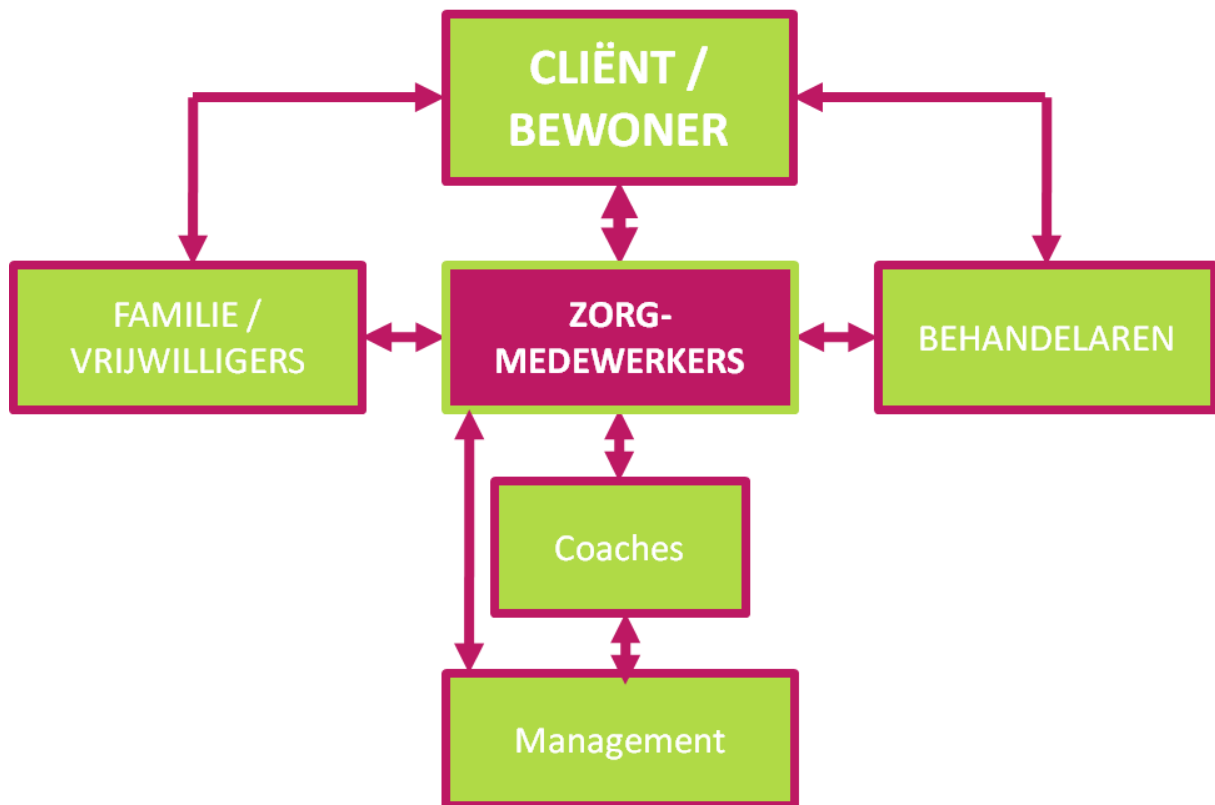 CLIËNT /
BEWONER
FAMILIE /
VRIJWILLIGERS
ZORG-
MEDEWERKERS
BEHANDELAREN
Coaches
Management